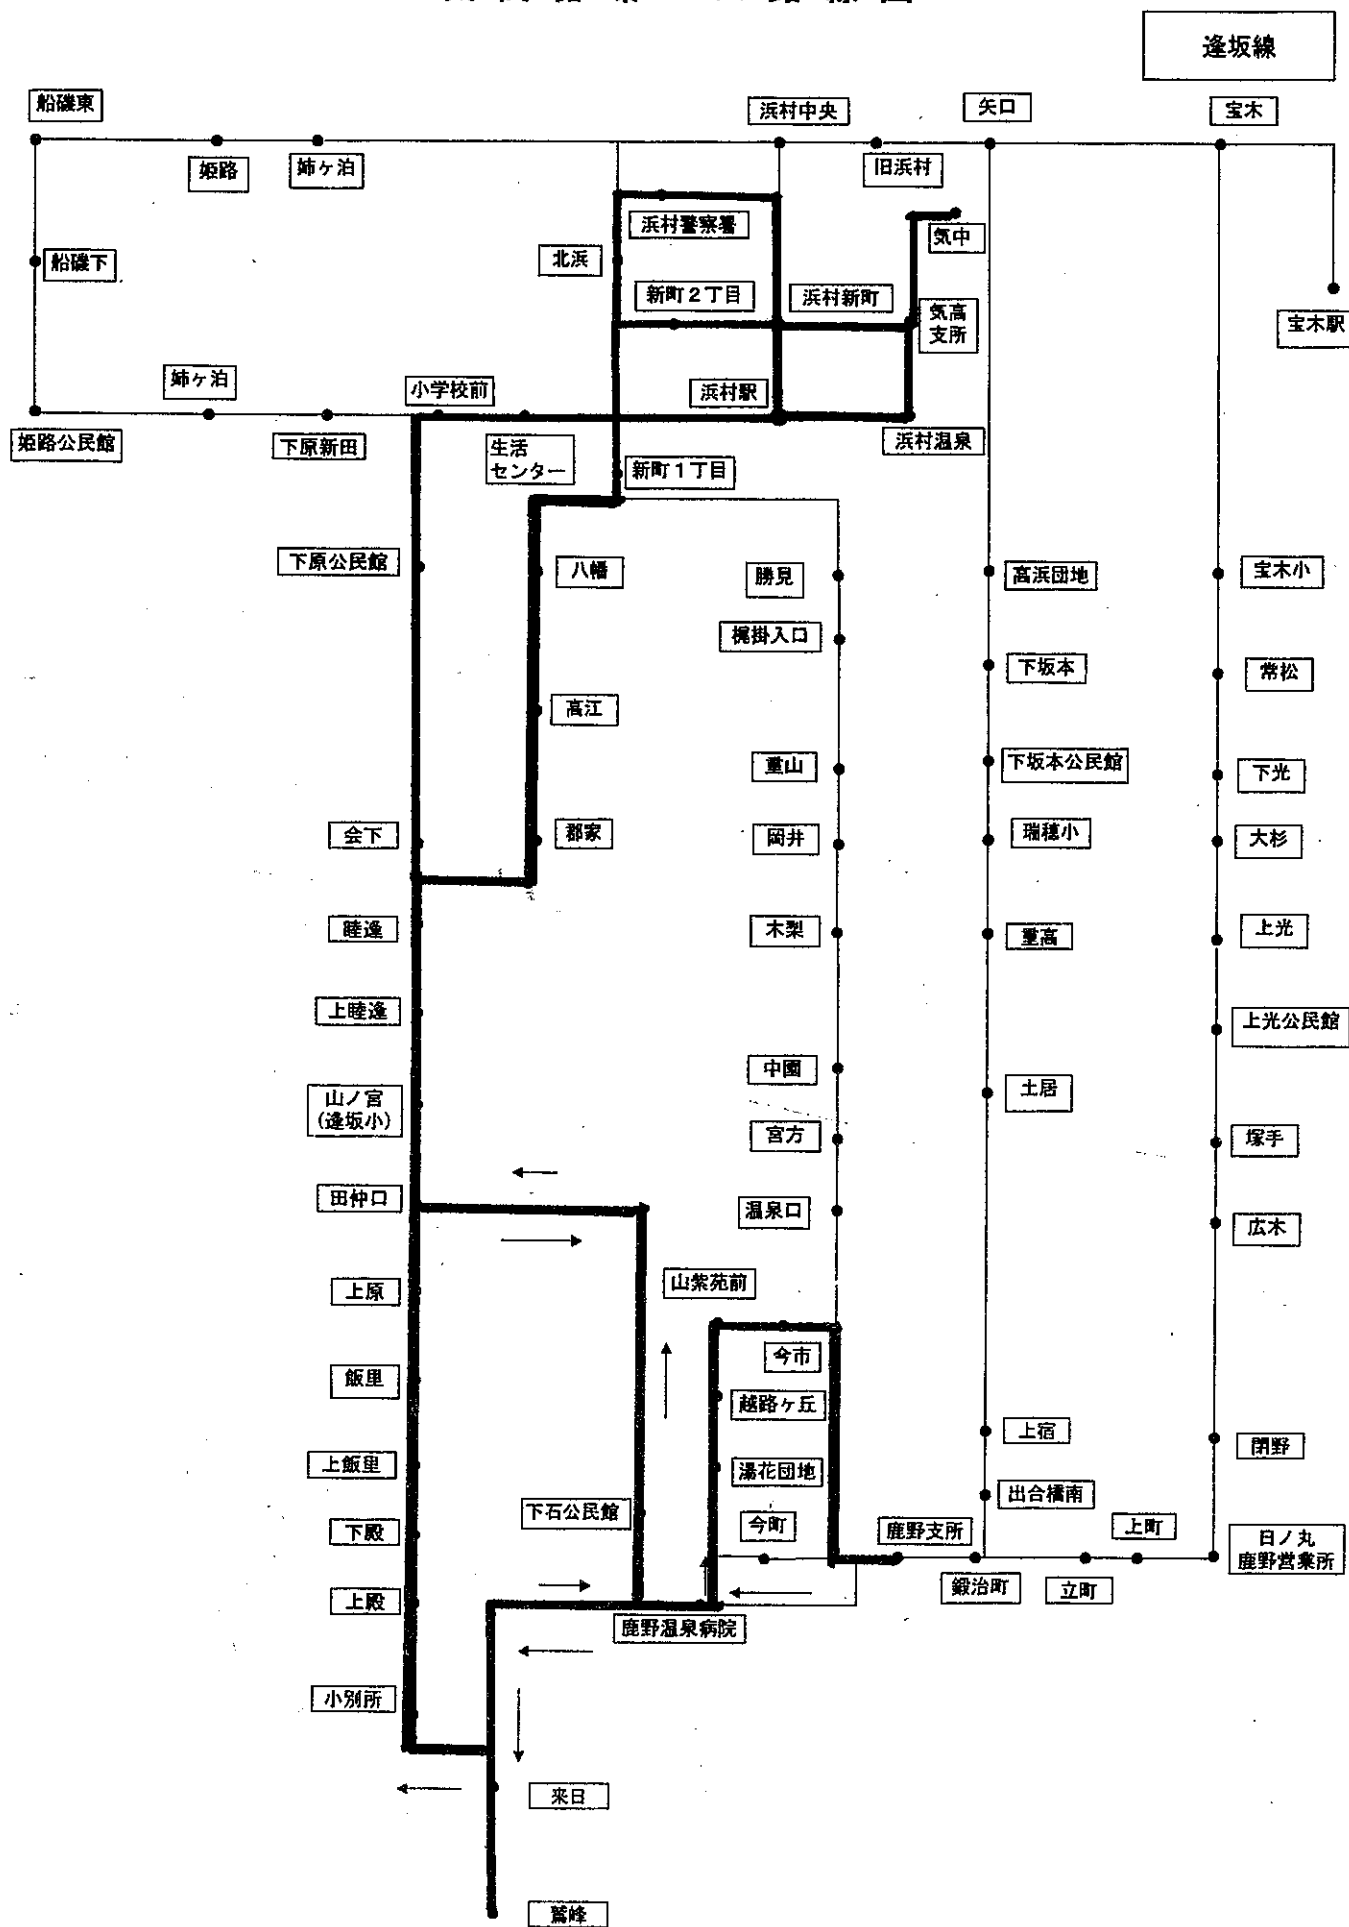 逢坂線
船磯東
浜村中央
矢口
宝木
姫路
姉ヶ泊
旧浜村
浜村警察署
気中
船磯下
北浜
新町2丁目
浜村新町
気高
支所
宝木駅
姉ヶ泊
小学校前
浜村駅
姫路公民館
下原新田
生活
センター
新町1丁目
浜村温泉
下原公民館
八幡
勝見
高浜団地
宝木小
梶掛入口
下坂本
常松
高江
重山
下坂本公民館
下光
会下
郡家
岡井
瑞穂小
大杉
睦逢
木梨
重高
上光
上睦逢
上光公民館
山ノ宮
(逢坂小)
中園
土居
宮方
塚手
田仲口
温泉口
広木
上原
山紫苑前
飯里
今市
越路ヶ丘
上宿
閉野
上飯里
湯花団地
出合橋南
下石公民館
下殿
今町
鹿野支所
上町
日ノ丸
鹿野営業所
上殿
鍛治町
立町
鹿野温泉病院
小別所
来日
鷲峰